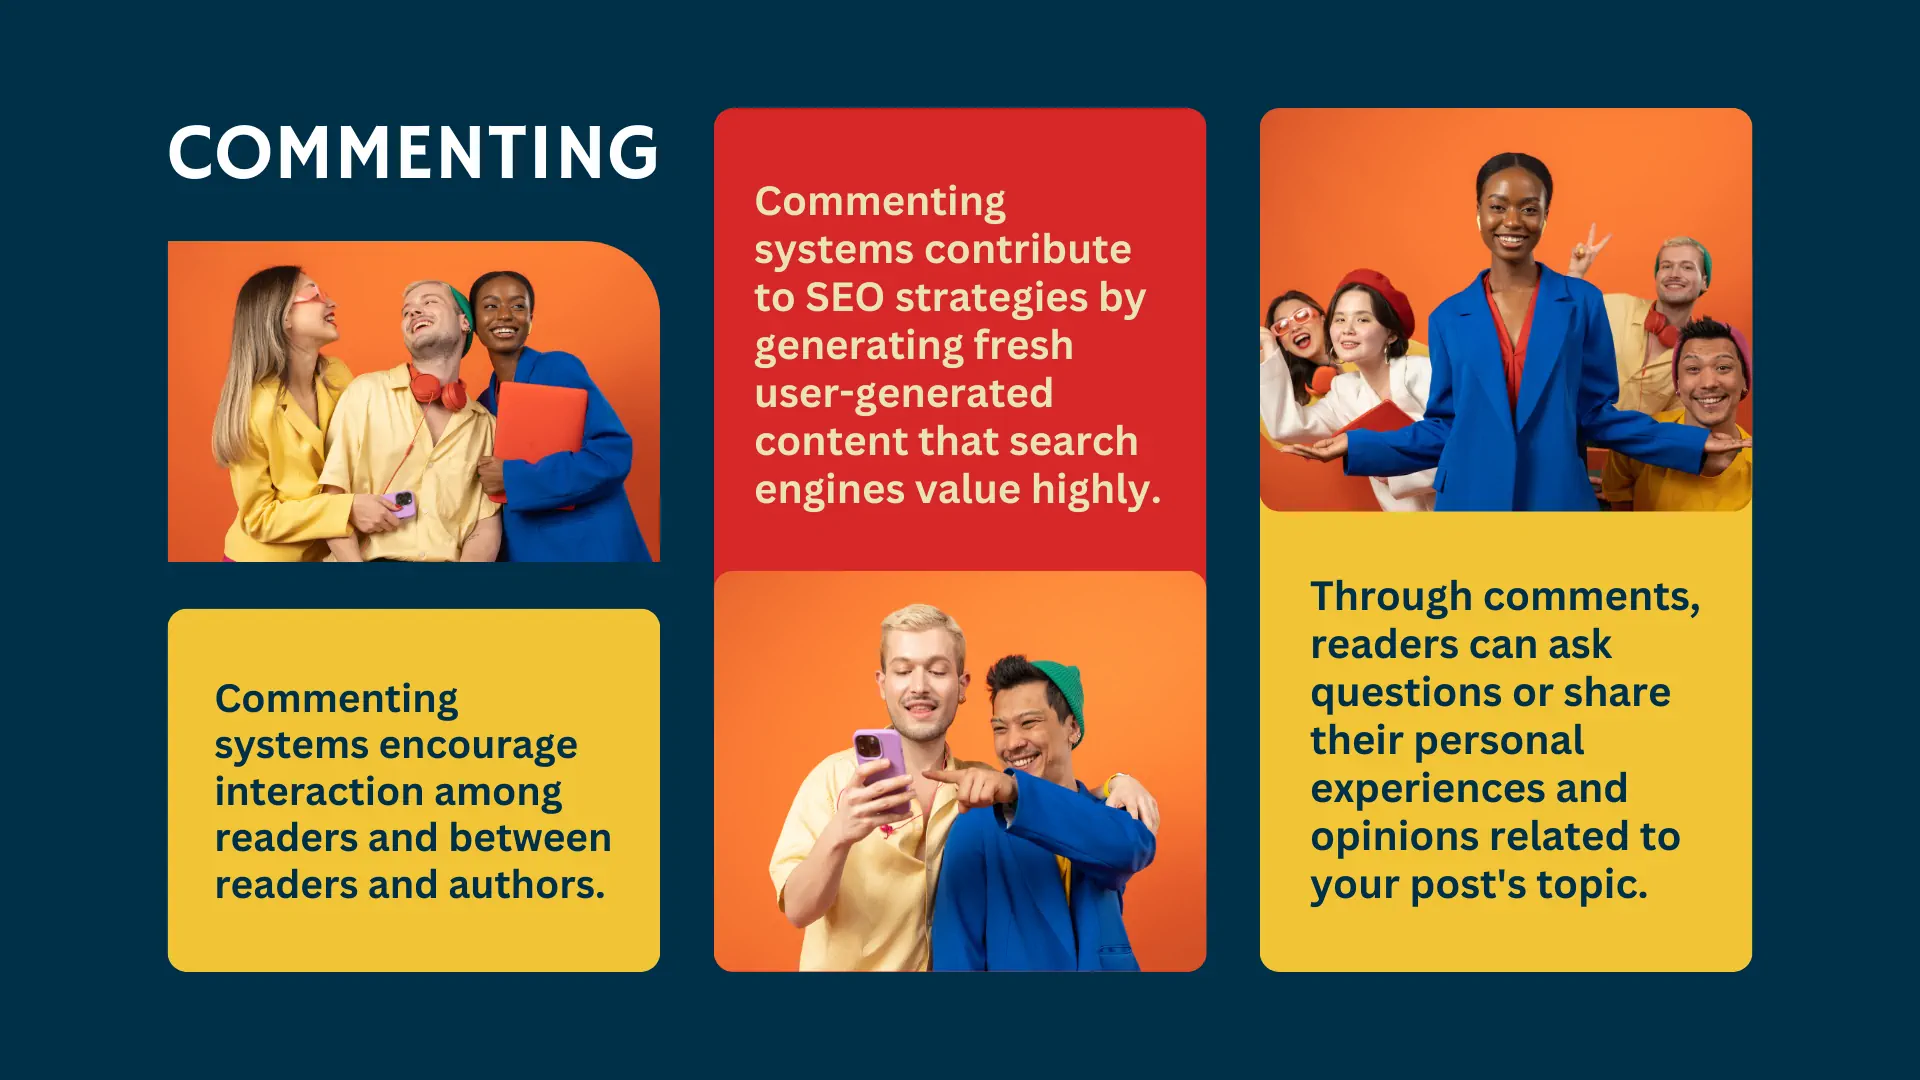 COMMENTING
Commenting
systems encourage
interaction among
readers and between
readers and authors.
Commenting
systems contribute
to SEO strategies by
generating fresh
user-generated
content that search
engines value highly.
Through comments,
readers can ask
questions or share
their personal
experiences and
opinions related to
your post's topic.